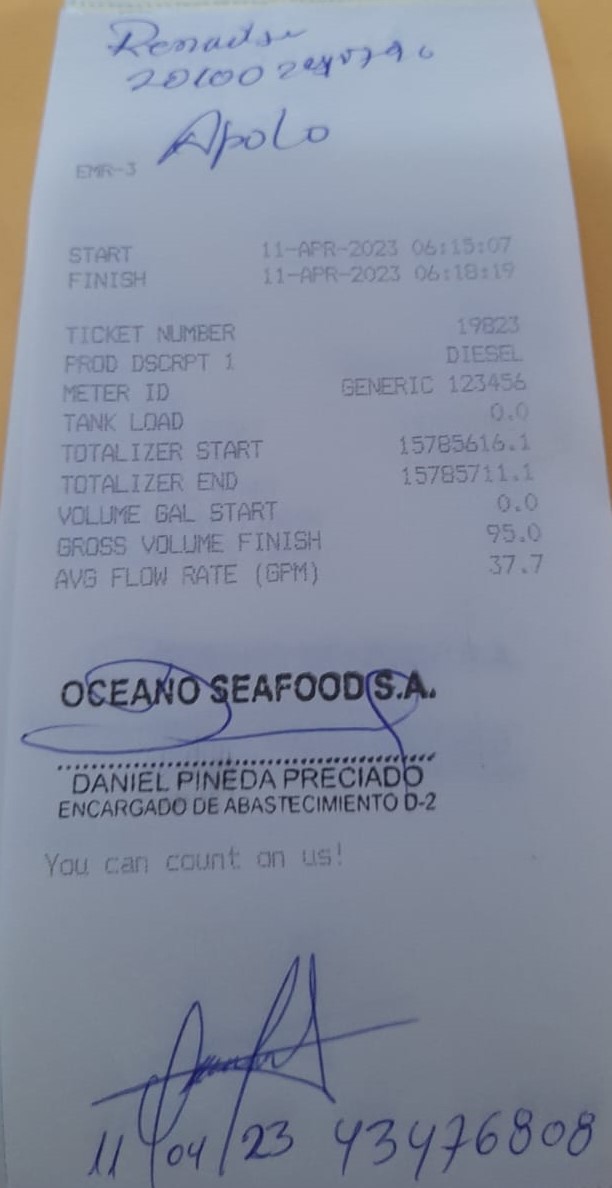 Apolo
EMR-3
START 11-APR-2023 06:15:07
FINISH 11-APR-2023 06:18:19
TICKET NUMBER 19823
PROD DSCRPT 1 DIESEL
METER ID GENERIC 123456
TANK LOAD 0.0
TOTALIZER START 15785616.1
TOTALIZER END 15785711.1
VOLUME GAL START 0.0
GROSS VOLUME FINISH 95.0
AVG FLOW RATE (GPM) 37.7
OCEANO SEAFOOD S.A.
DANIEL PINEDA PRECIADO
ENCARGADO DE ABASTECIMIENTO D-2
You can count on us!
11/04/23 43476808